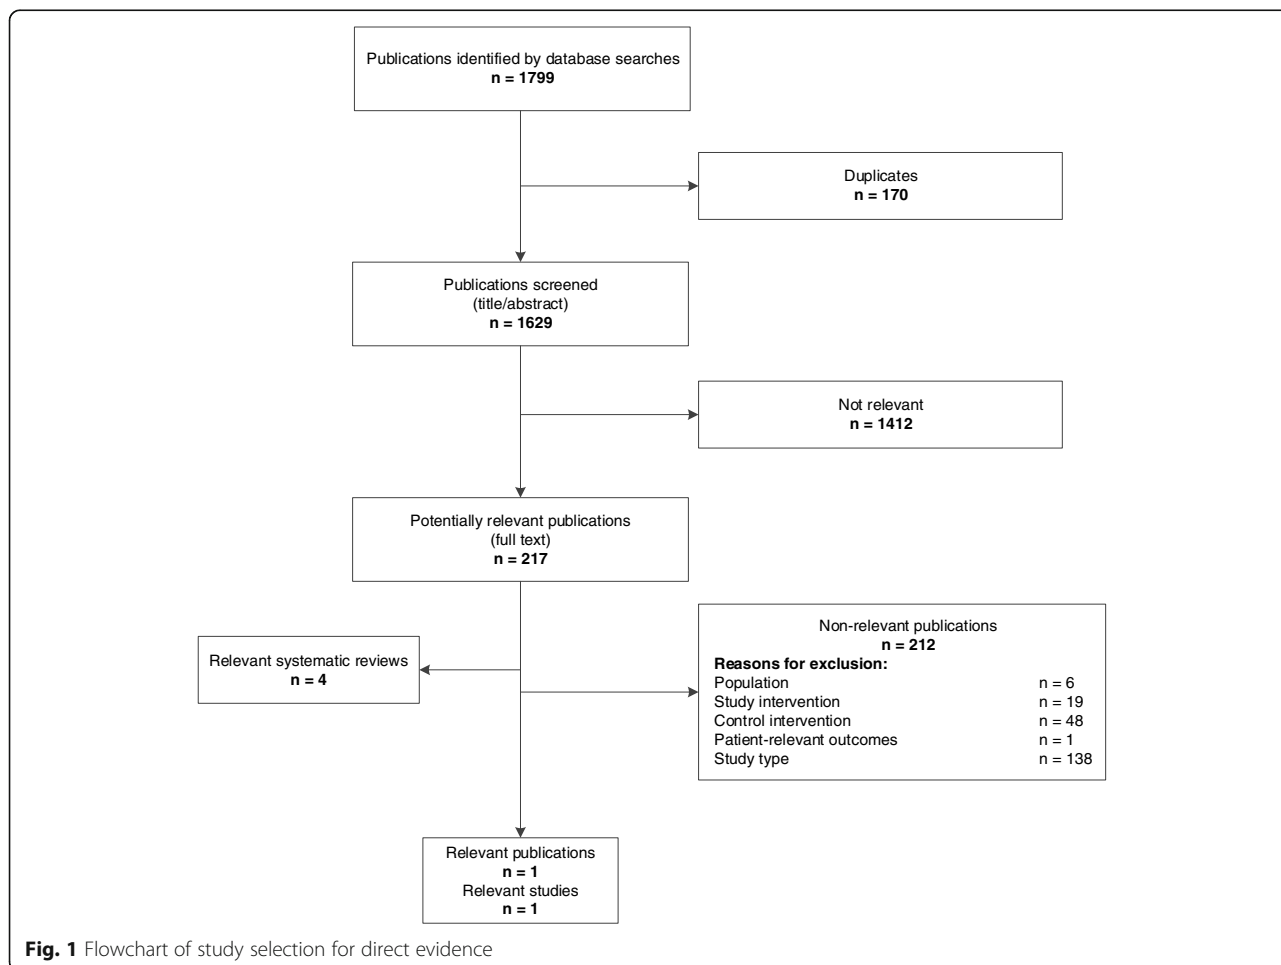 Publications identified by database searches
n = 1799
Duplicates
n = 170
Publications screened
(title/abstract)
n = 1629
Not relevant
n = 1412
Potentially relevant publications
(full text)
n = 217
Relevant systematic reviews
n = 4
Non-relevant publications
n = 212
Reasons for exclusion:
Population n = 6
Study intervention n = 19
Control intervention n = 48
Patient-relevant outcomes n = 1
Study type n = 138
Relevant publications
n = 1
Relevant studies
n = 1
Fig. 1 Flowchart of study selection for direct evidence